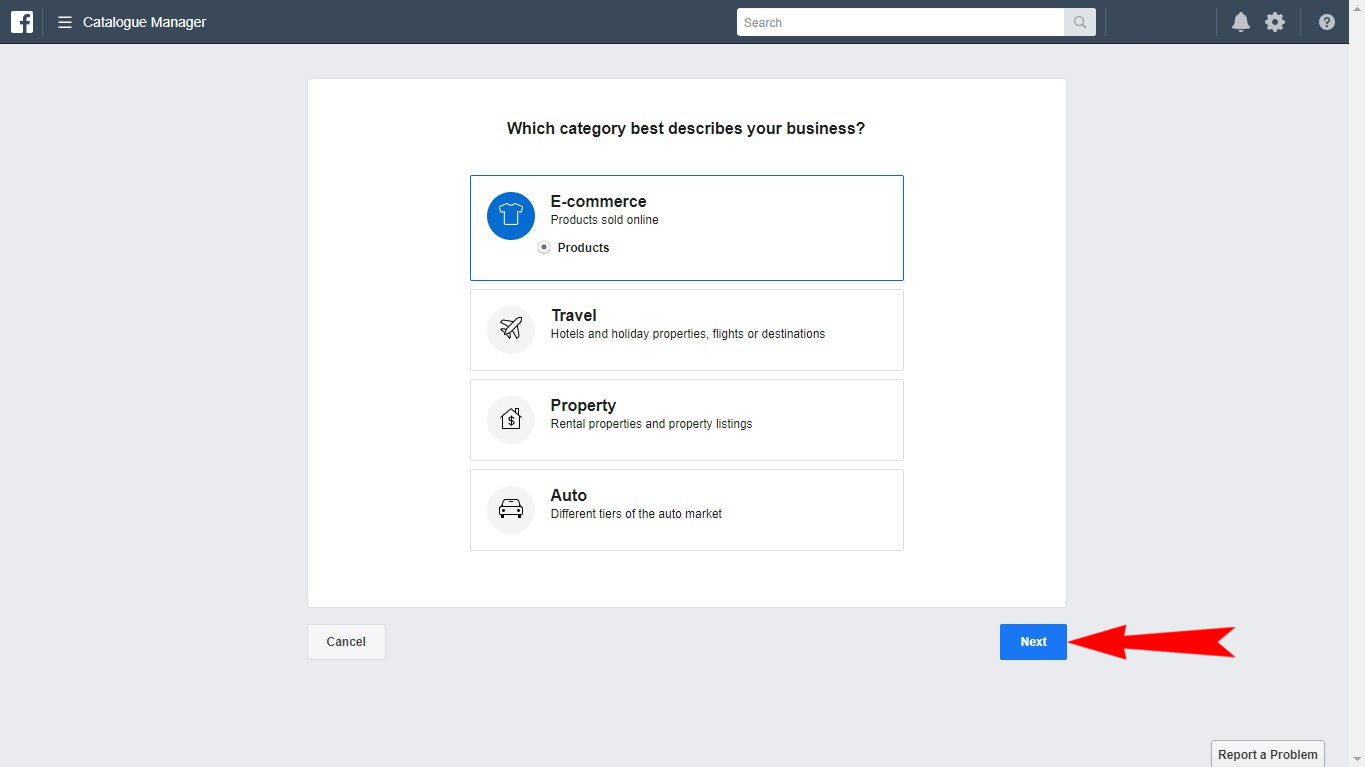 Catalogue Manager
Search
Which category best describes your business?
E-commerce
Products sold online
Products
Travel
Hotels and holiday properties, flights or destinations
Property
Rental properties and property listings
Auto
Different tiers of the auto market
Cancel
Next
Report a Problem